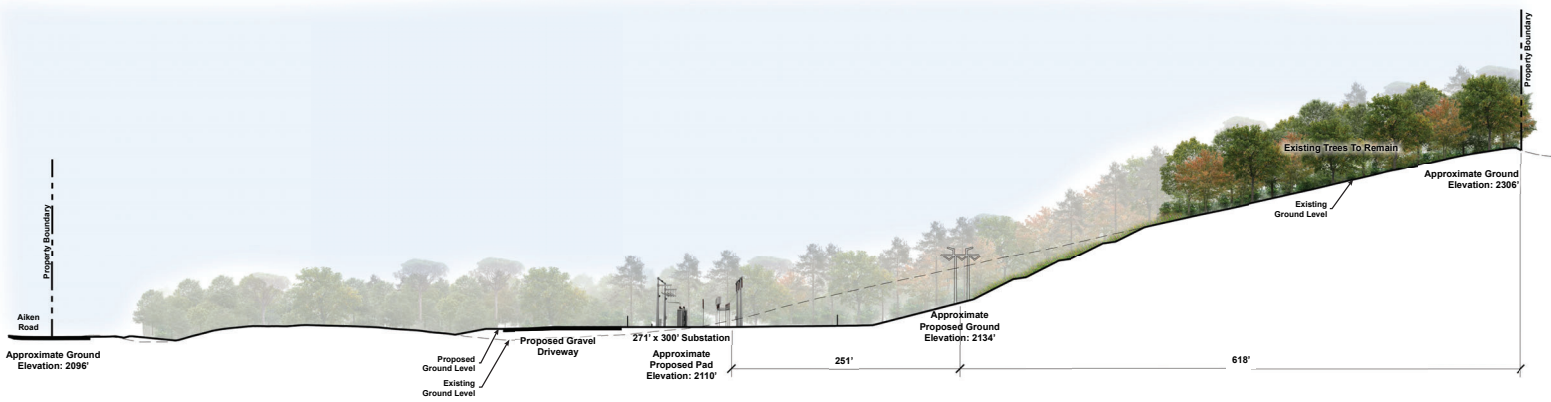 Property Boundary
Aiken
Road
Approximate Ground
Elevation: 2096'
Proposed
Ground Level
Existing
Ground Level
Proposed Gravel
Driveway
271' x 300' Substation
Approximate
Proposed Pad
Elevation: 2110'
251'
Approximate
Proposed Ground
Elevation: 2134'
618'
Existing Trees To Remain
Existing
Ground Level
Approximate Ground
Elevation: 2306'
Property Boundary